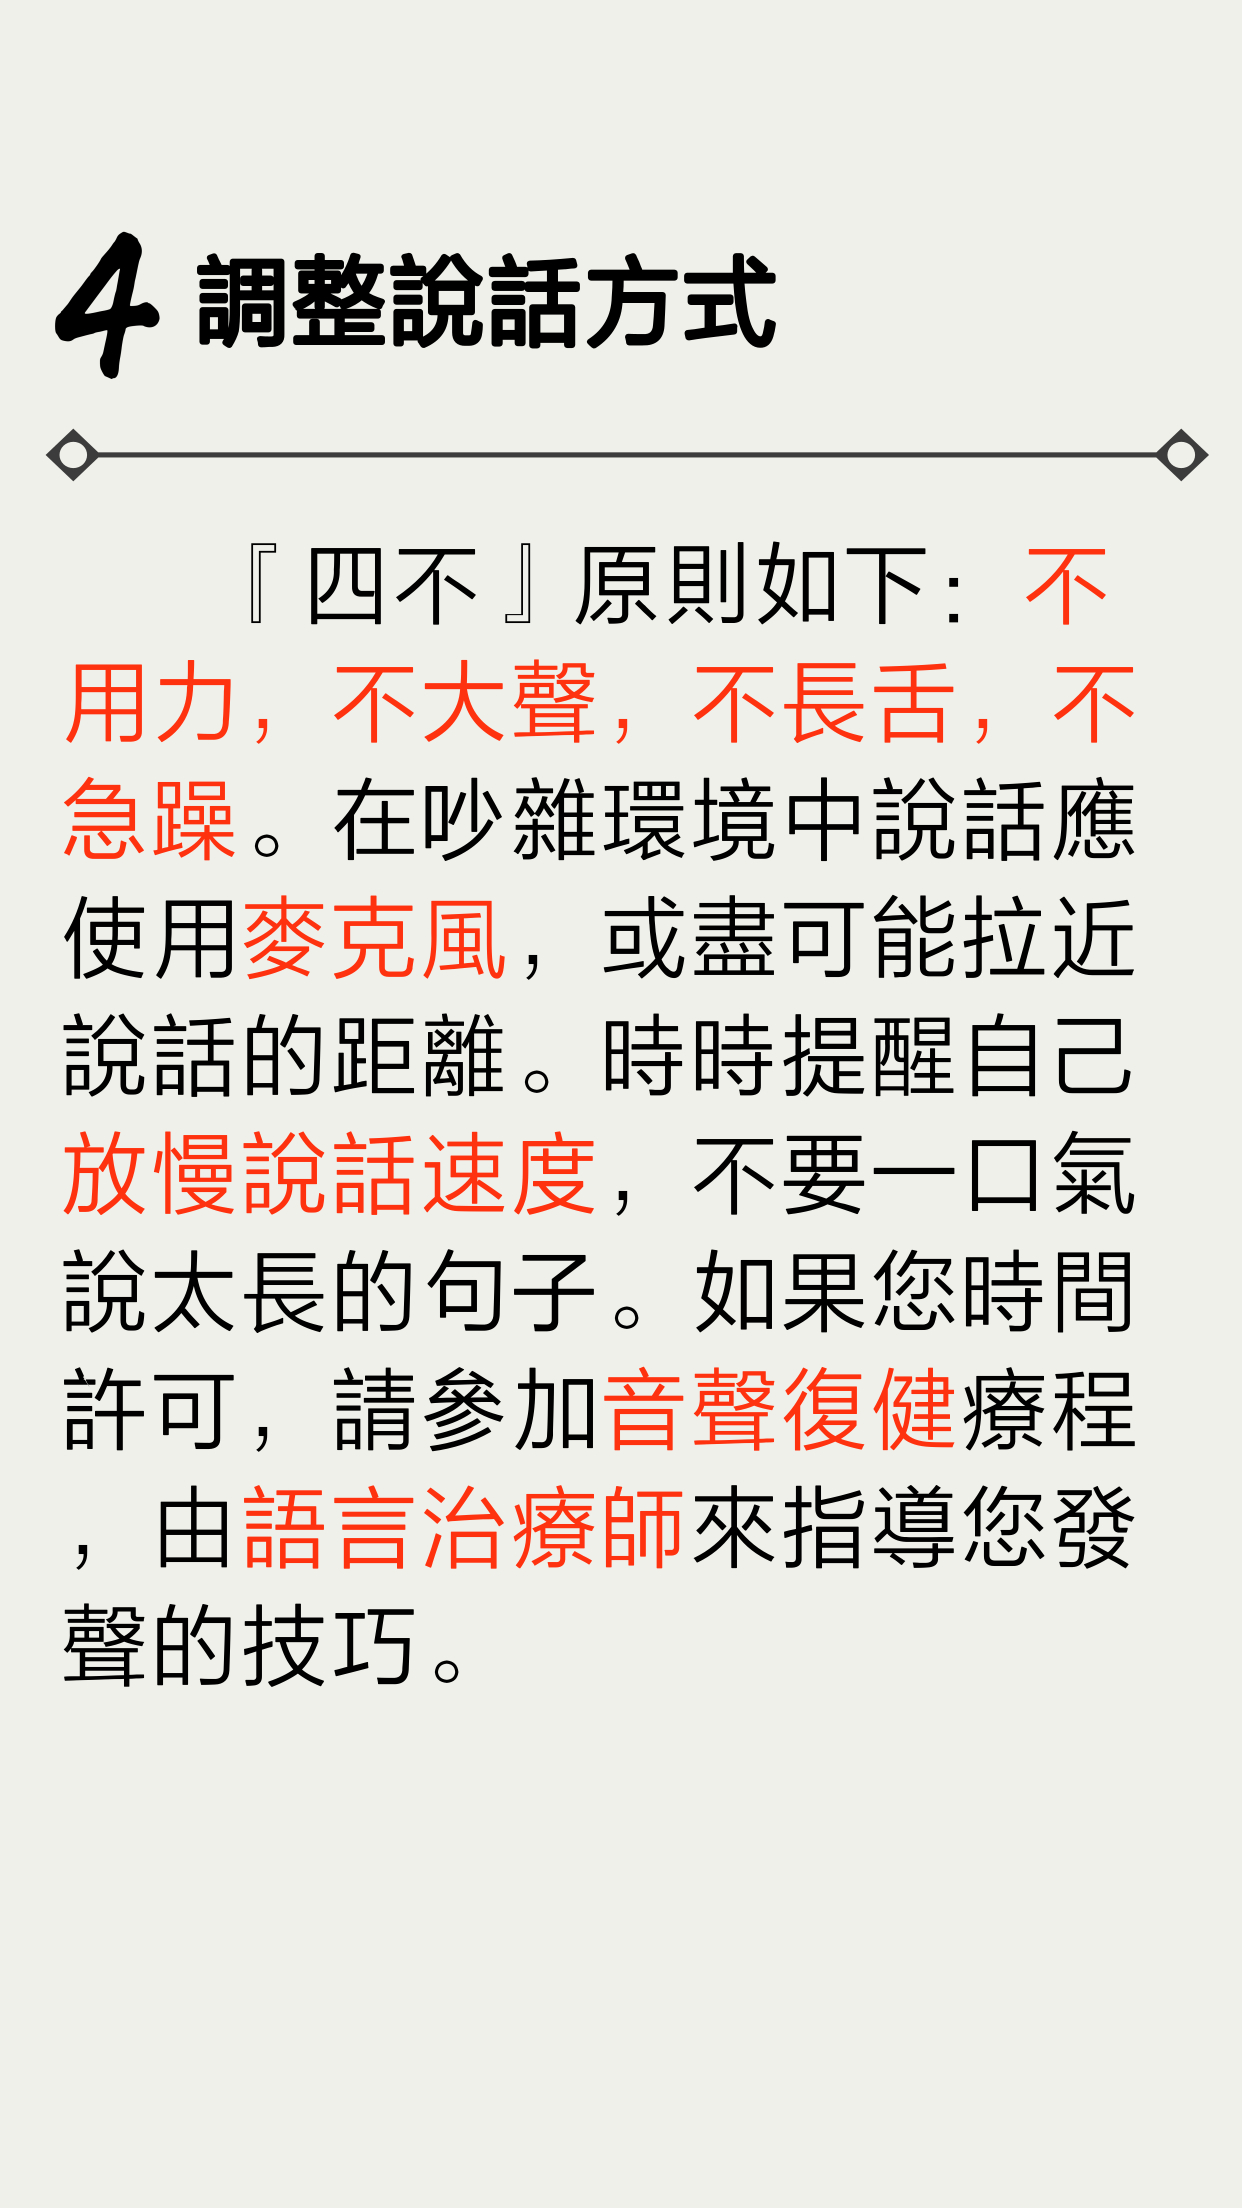 4 調整說話方式
『四不』原則如下：不
用力，不大聲，不長舌，不
急躁。在吵雜環境中說話應
使用麥克風，或盡可能拉近
說話的距離。時時提醒自己
放慢說話速度，不要一口氣
說太長的句子。如果您時間
許可，請參加音聲復健療程
，由語言治療師來指導您發
聲的技巧。